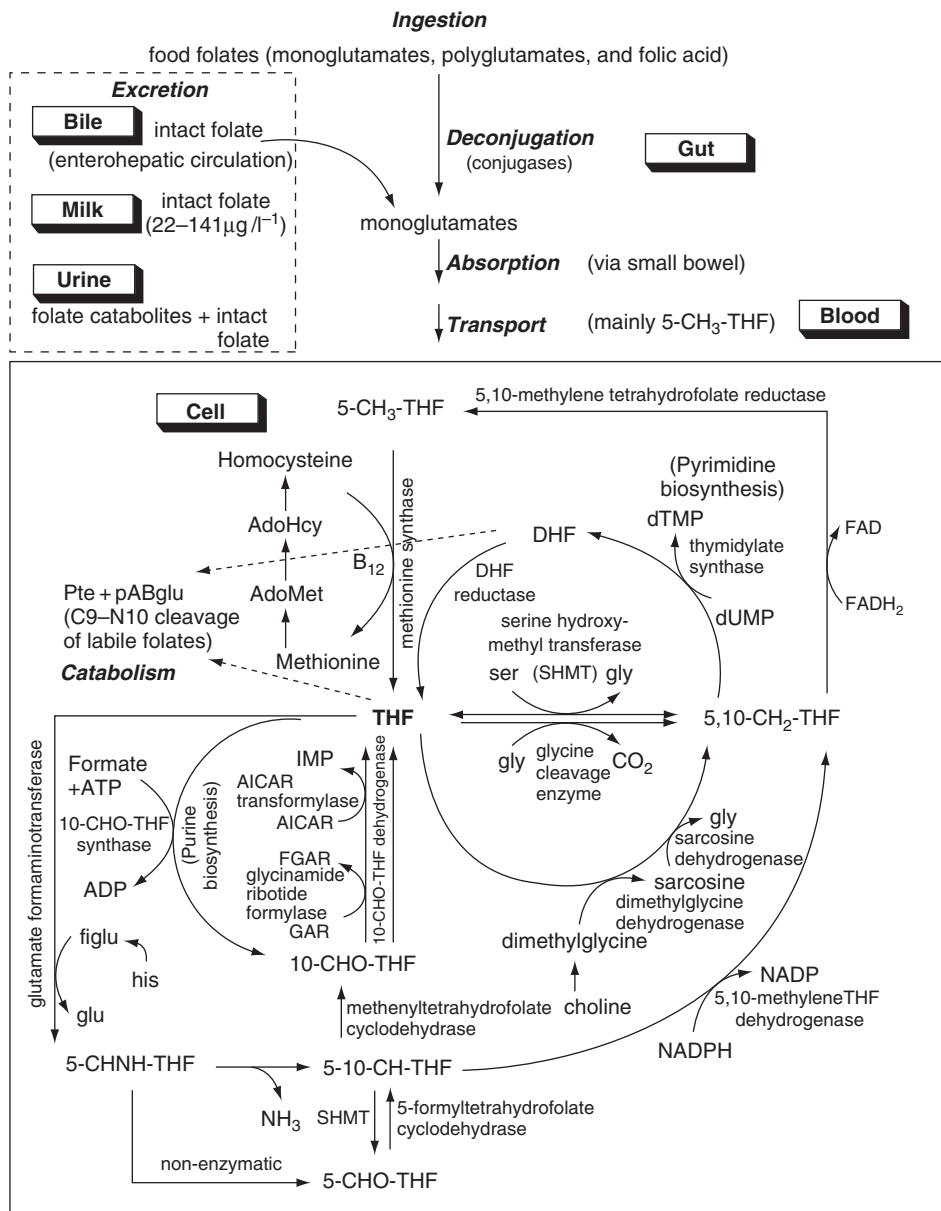 Ingestion
food folates (monoglutamates, polyglutamates, and folic acid)
Excretion
Bile
intact folate
(enterohepatic circulation)
Milk
intact folate
(22–141μg /l⁻¹)
Urine
folate catabolites + intact
folate
Deconjugation
(conjugases)
Gut
monoglutamates
Absorption (via small bowel)
Transport (mainly 5-CH₃-THF)
Blood
Cell
5-CH₃-THF
5,10-methylene tetrahydrofolate reductase
Homocysteine
AdoHcy
AdoMet
Methionine
B₁₂
methionine synthase
Pte + pABglu
(C9–N10 cleavage
of labile folates)
Catabolism
DHF
DHF
reductase
(Pyrimidine
biosynthesis)
dTMP
thymidylate
synthase
dUMP
FAD
FADH₂
serine hydroxy-
methyl transferase
ser (SHMT) gly
THF
5,10-CH₂-THF
gly
glycine
cleavage
enzyme
CO₂
glutamate formaminotransferase
Formate
+ATP
10-CHO-THF
synthase
ADP
(Purine
biosynthesis)
IMP
AICAR
transformylase
AICAR
FGAR
glycinamide
ribotide
formylase
GAR
10-CHO-THF dehydrogenase
gly
sarcosine
dehydrogenase
sarcosine
dimethylglycine
dehydrogenase
dimethylglycine
choline
figlu
his
glu
10-CHO-THF
methenyltetrahydrofolate
cyclodehydrase
NADP
5,10-methyleneTHF
dehydrogenase
NADPH
5-CHNH-THF
NH₃
5-10-CH-THF
SHMT
5-formyltetrahydrofolate
cyclodehydrase
non-enzymatic
5-CHO-THF